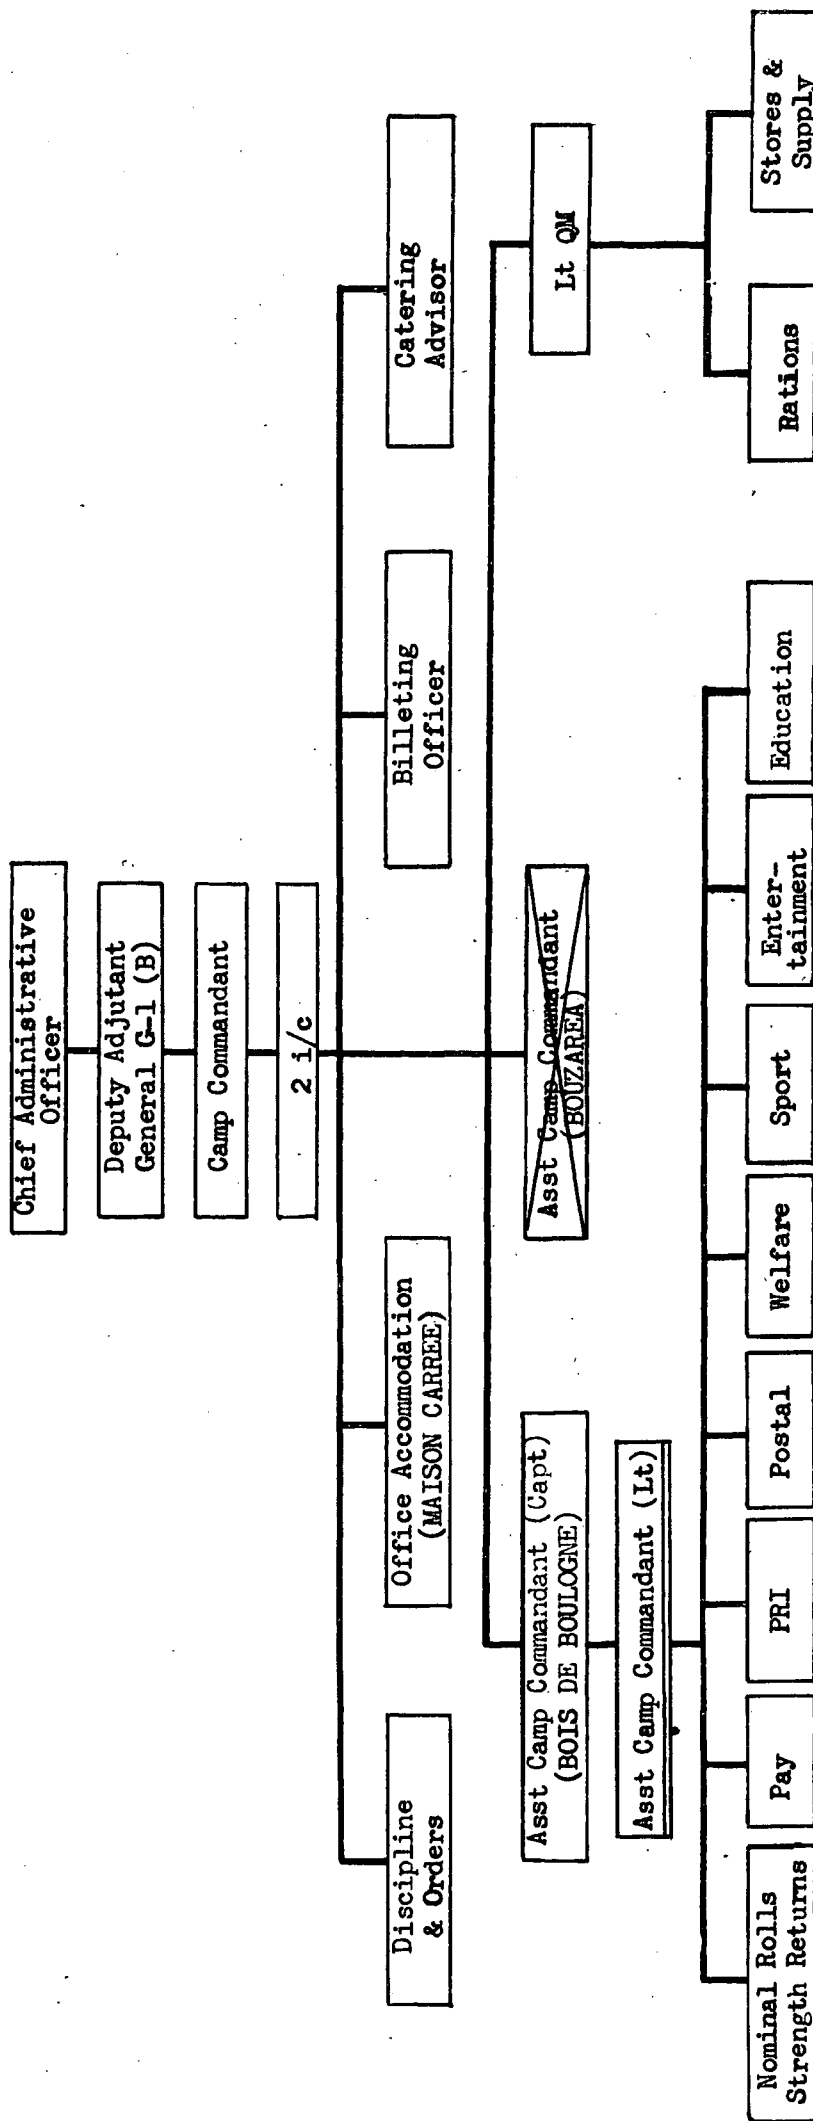 Chief Administrative
Officer
Deputy Adjutant
General G-1 (B)
Camp Commandant
2 i/c
Discipline
& Orders
Office Accommodation
(MAISON CARREE)
Billeting
Officer
Catering
Advisor
Asst Camp Commandant (Capt)
(BOIS DE BOULOGNE)
Asst Camp Commandant
(BOUZAREA)
Lt QM
Asst Camp Commandant (Lt)
Nominal Rolls
Strength Returns
Pay
PRI
Postal
Welfare
Sport
Enter-
tainment
Education
Rations
Stores &
Supply